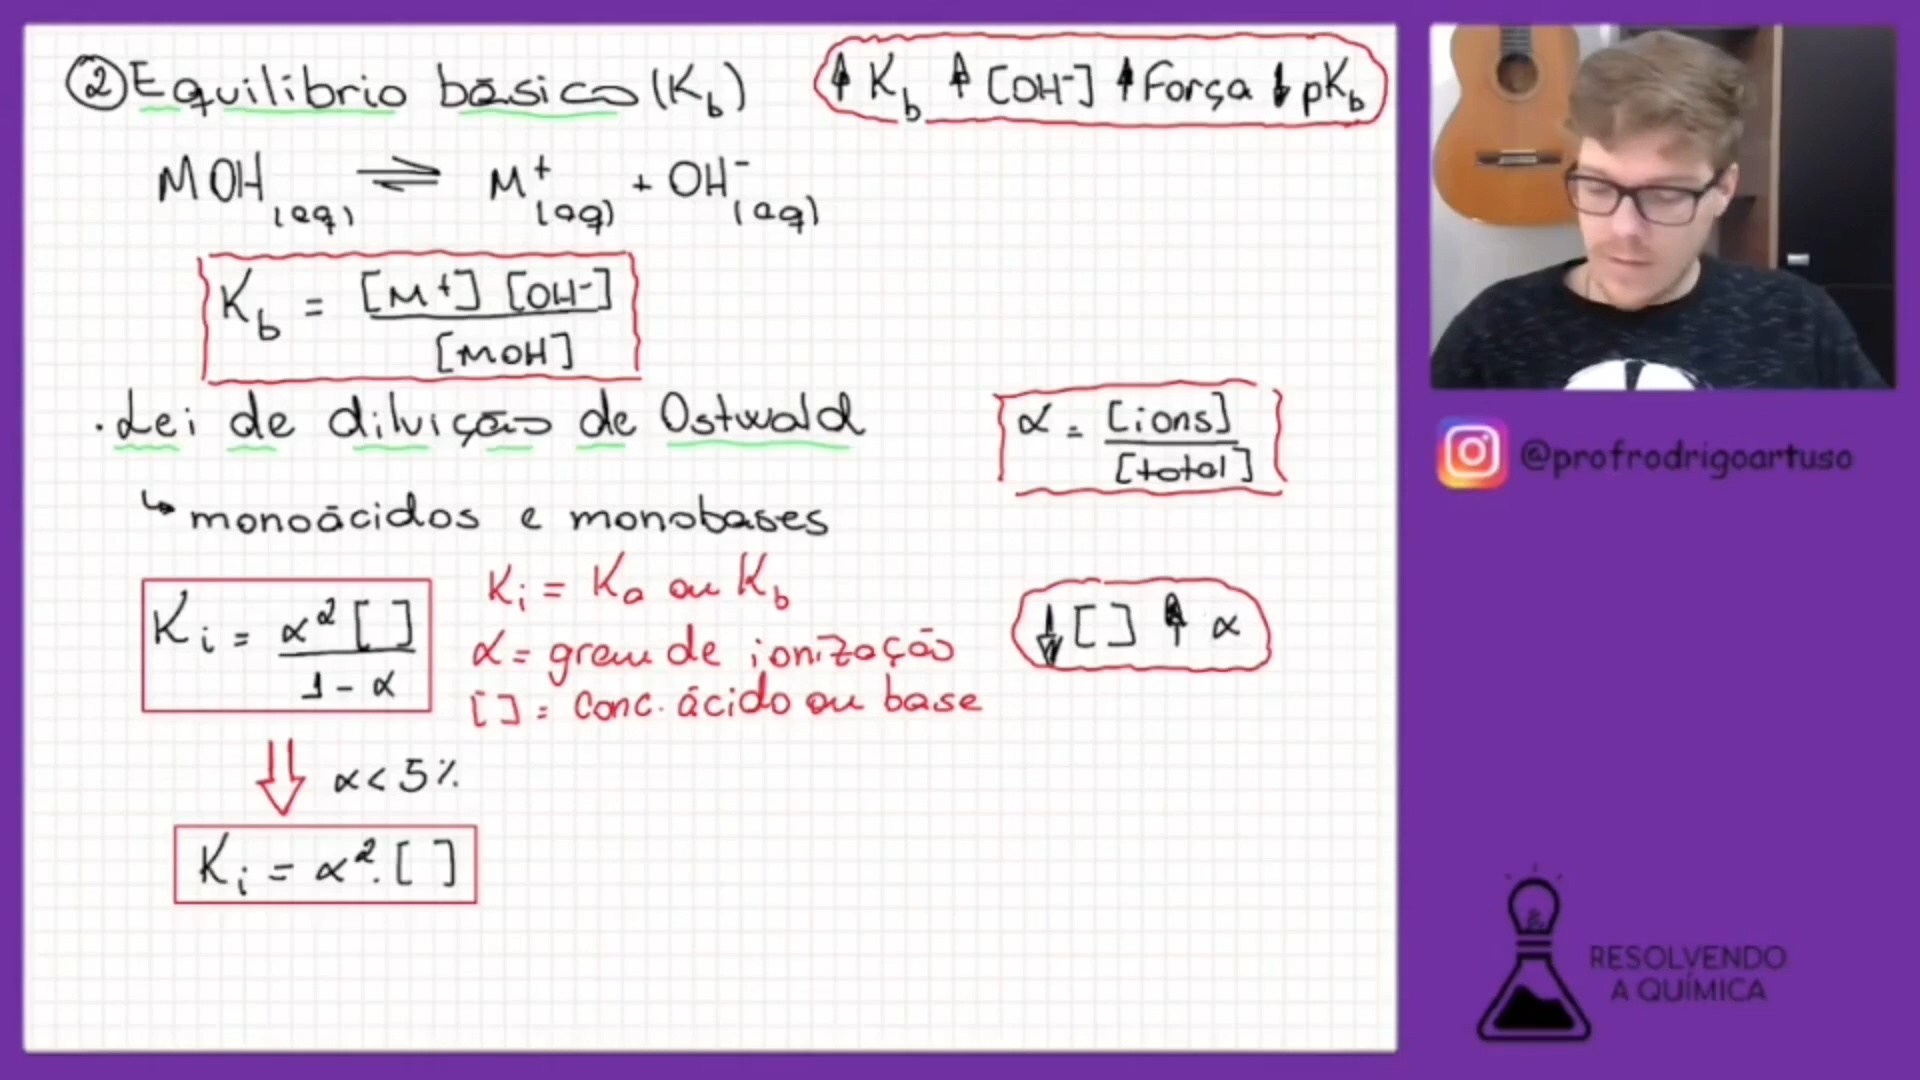 ② Equilíbrio básico (Kb)
↑ Kb ↑ [OH⁻] ↑ Força ↓ pKb
MOH(aq) ⇌ M⁺(aq) + OH⁻(aq)
Kb = [M⁺] [OH⁻] / [MOH]
. Lei de diluição de Ostwald
α = [íons] / [total]
↳ monoácidos e monobases
Ki = α² [ ] / 1 - α
Ki = Ka ou Kb
α = grau de ionização
[ ] = conc. ácido ou base
↓ [ ] ↑ α
⇓ α < 5%
Ki = α² . [ ]
@profrodrigoartuso
RESOLVENDO
A QUÍMICA